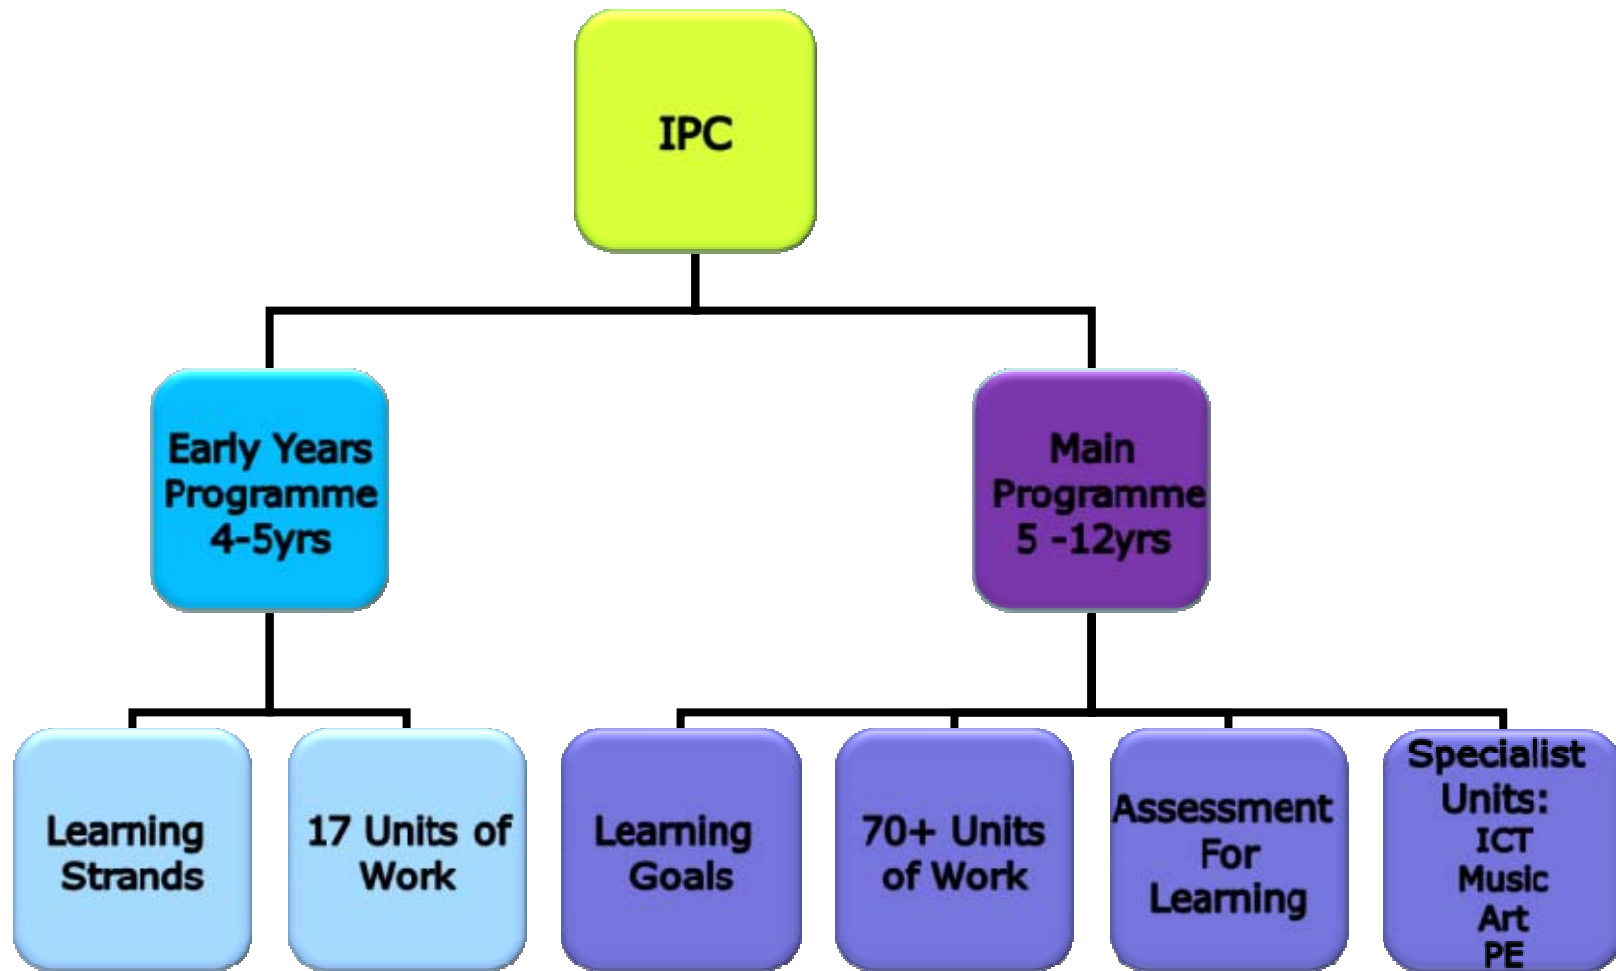 IPC
Early Years
Programme
4-5yrs
Main
Programme
5 -12yrs
Learning
Strands
17 Units of
Work
Learning
Goals
70+ Units
of Work
Assessment
For
Learning
Specialist
Units:
ICT
Music
Art
PE